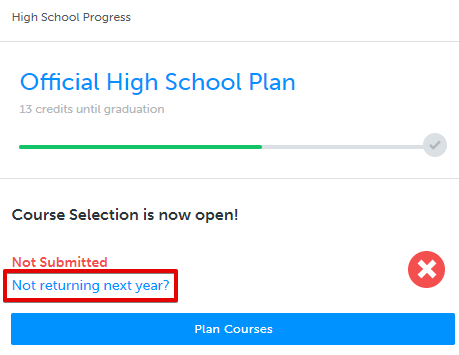 High School Progress
Official High School Plan
13 credits until graduation
Course Selection is now open!
Not Submitted
Not returning next year?
Plan Courses